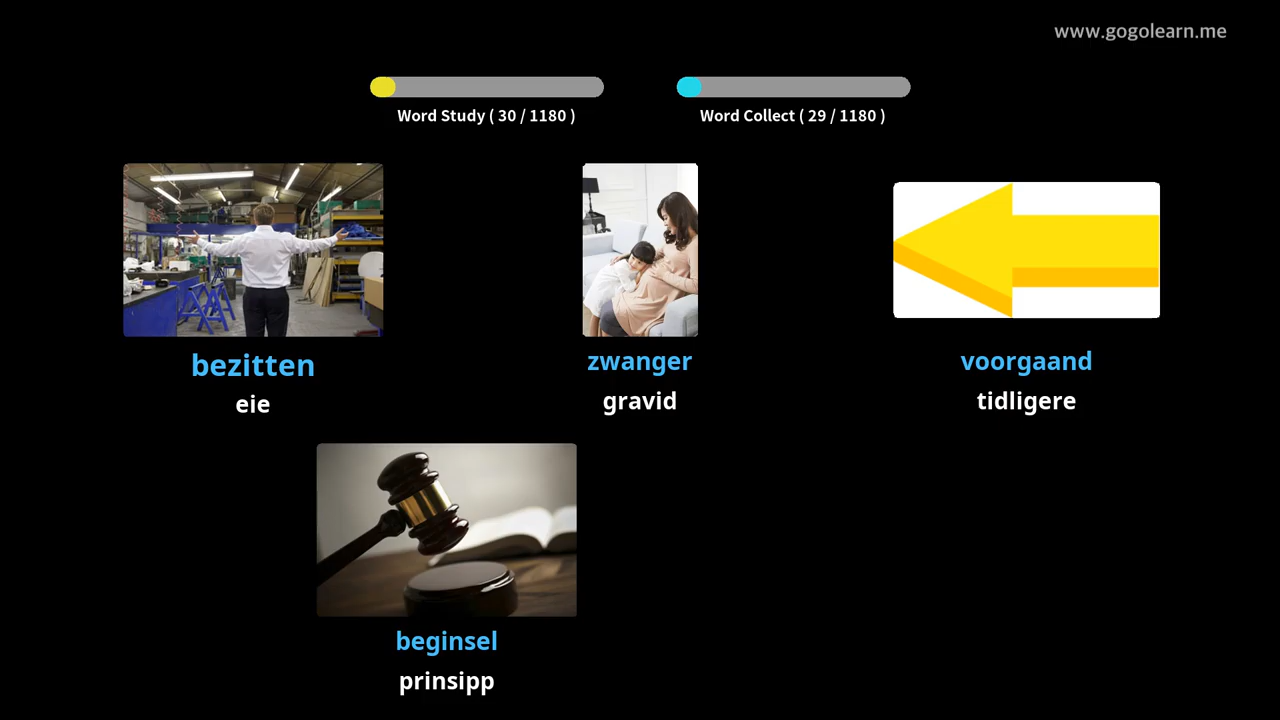 www.gogolearn.me
Word Study ( 30 / 1180 )
Word Collect ( 29 / 1180 )
bezitten
eie
zwanger
gravid
voorgaand
tidligere
beginsel
prinsipp